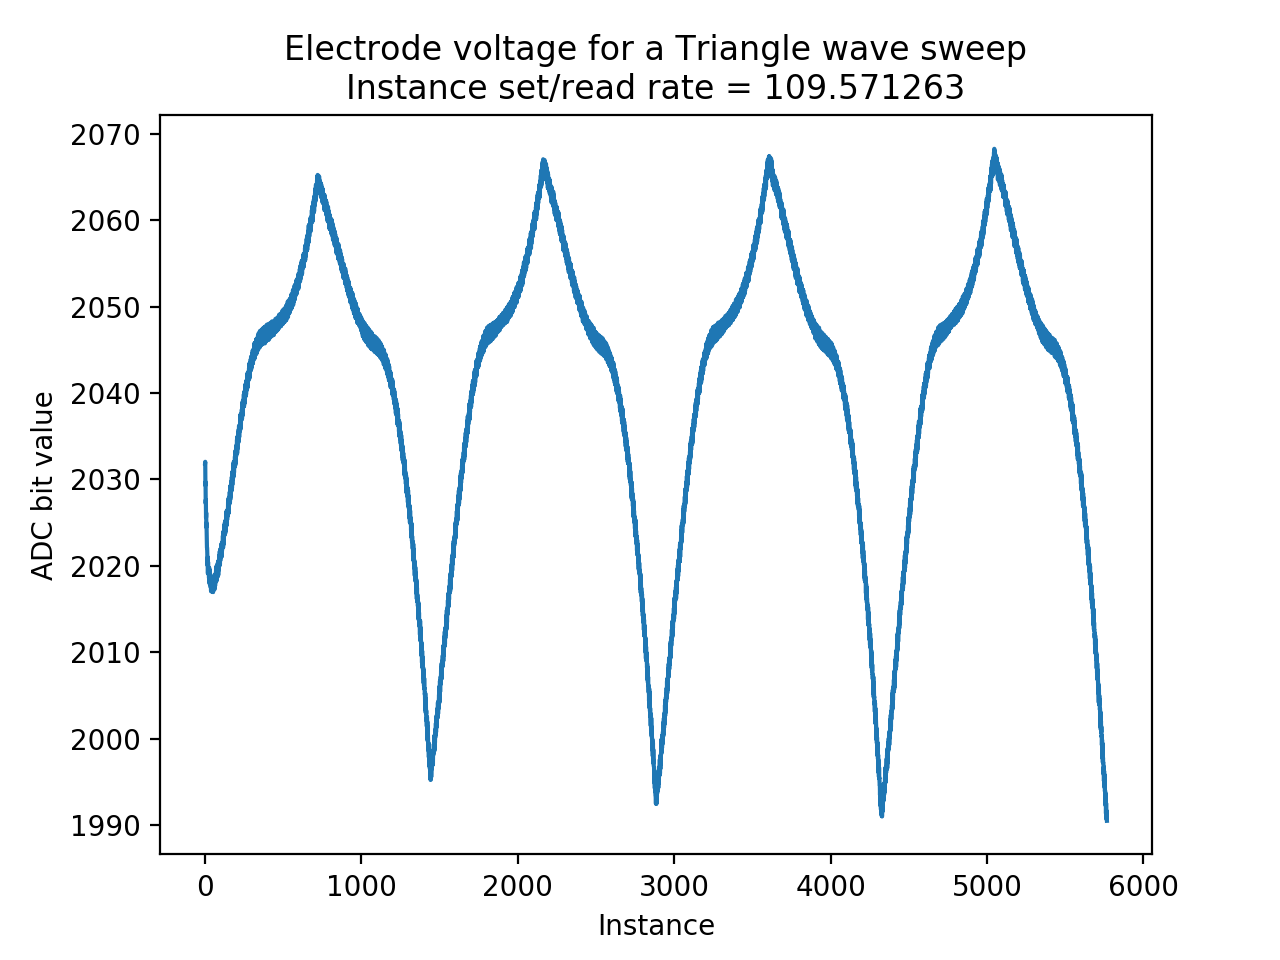 Electrode voltage for a Triangle wave sweep
Instance set/read rate = 109.571263
2070
2060
2050
2040
2030
2020
2010
2000
1990
ADC bit value
0 1000 2000 3000 4000 5000 6000
Instance